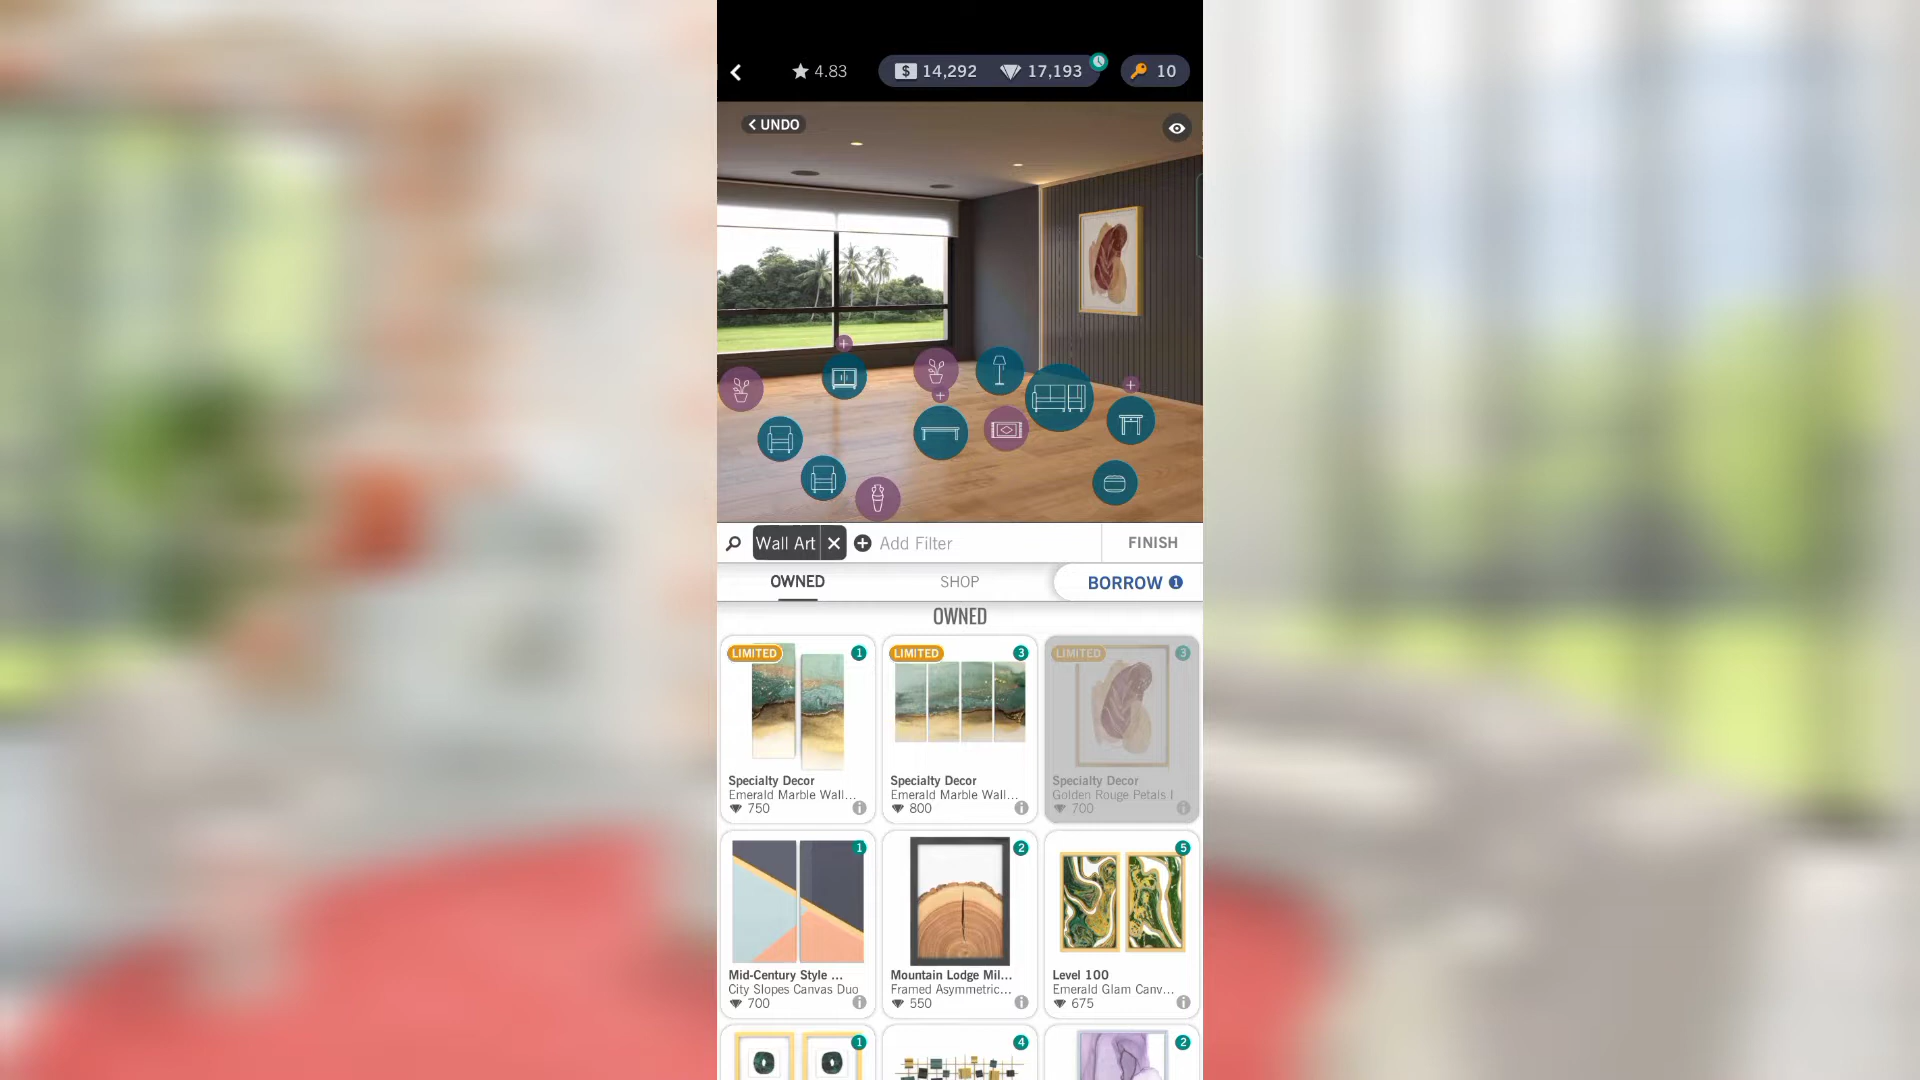 4.83
$ 14,292
17,193
10
UNDO
Wall Art
Add Filter
FINISH
OWNED
SHOP
BORROW 1
OWNED
LIMITED
1
Specialty Decor
Emerald Marble Wall...
750
LIMITED
3
Specialty Decor
Emerald Marble Wall...
800
LIMITED
3
Specialty Decor
Golden Rouge Petals I
700
1
Mid-Century Style ...
City Slopes Canvas Duo
700
2
Mountain Lodge Mil...
Framed Asymmetric...
550
5
Level 100
Emerald Glam Canv...
675
1
4
2